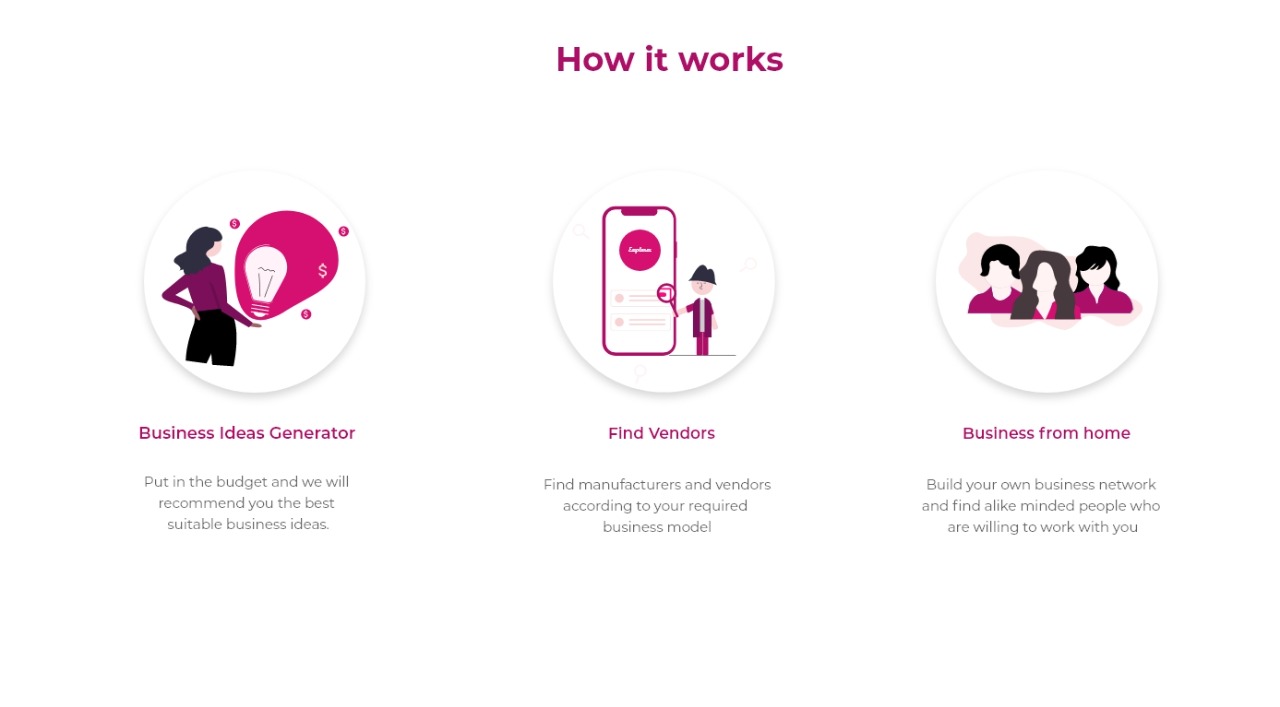 How it works
$
$
$
$
Business Ideas Generator
Put in the budget and we will
recommend you the best
suitable business ideas.
Find Vendors
Find manufacturers and vendors
according to your required
business model
Business from home
Build your own business network
and find alike minded people who
are willing to work with you